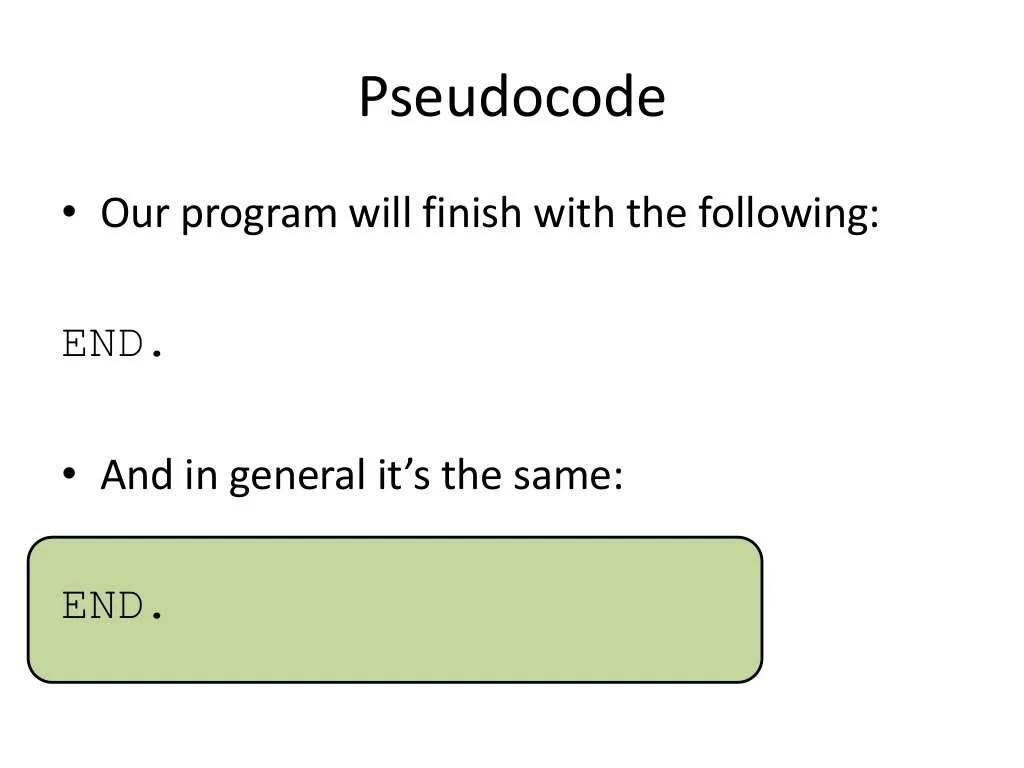 Pseudocode
• Our program will finish with the following:
END.
• And in general it’s the same:
END.